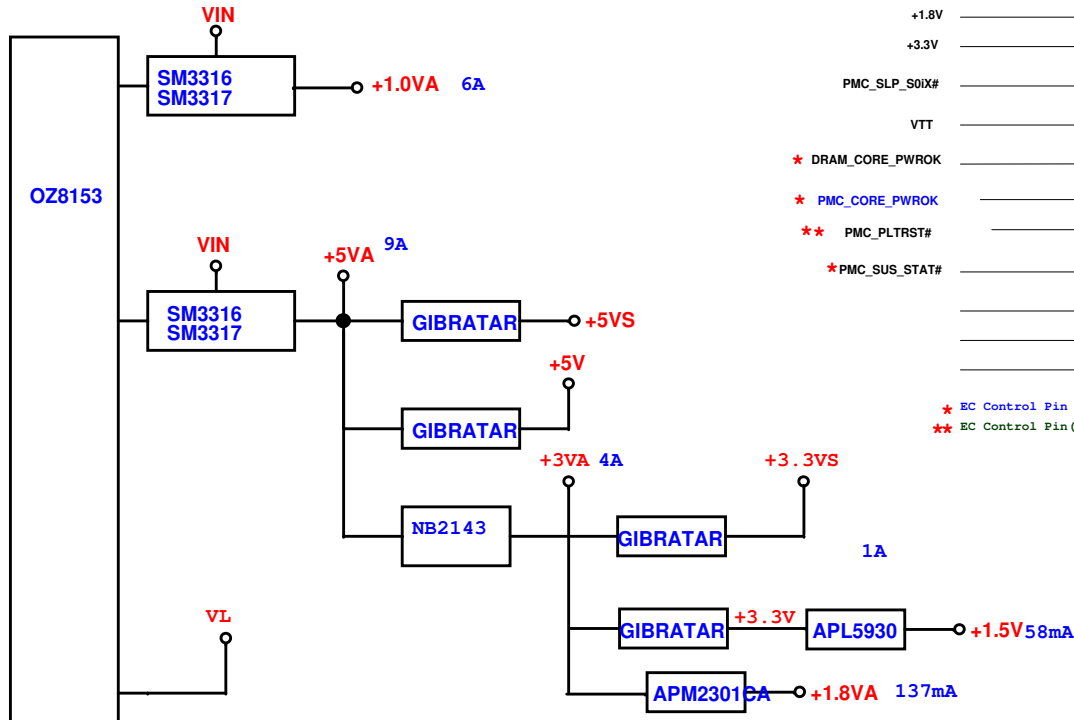 VIN
SM3316
SM3317
+1.0VA 6A
OZ8153
VIN
+5VA 9A
SM3316
SM3317
GIBRATAR
+5VS
+5V
GIBRATAR
+3VA 4A
+3.3VS
NB2143
GIBRATAR
1A
VL
GIBRATAR
+3.3V
APL5930
+1.5V 58mA
APM2301CA
+1.8VA 137mA
+1.8V
+3.3V
PMC_SLP_S0iX#
VTT
* DRAM_CORE_PWROK
* PMC_CORE_PWROK
** PMC_PLTRST#
* PMC_SUS_STAT#
* EC Control Pin
** EC Control Pin(